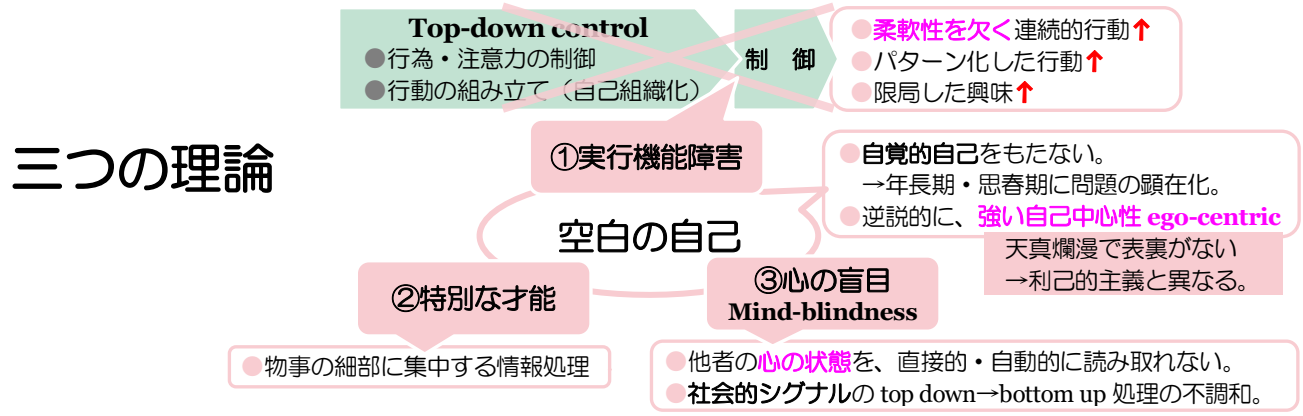 Top-down control
●行為・注意力の制御
●行動の組み立て（自己組織化）
制 御
●柔軟性を欠く連続的行動↑
●パターン化した行動↑
●限局した興味↑
三つの理論
①実行機能障害
●自覚的自己をもたない。
→年長期・思春期に問題の顕在化。
●逆説的に、強い自己中心性 ego-centric
天真爛漫で表裏がない
→利己的主義と異なる。
空白の自己
②特別な才能
③心の盲目
Mind-blindness
●物事の細部に集中する情報処理
●他者の心の状態を、直接的・自動的に読み取れない。
●社会的シグナルの top down→bottom up 処理の不調和。